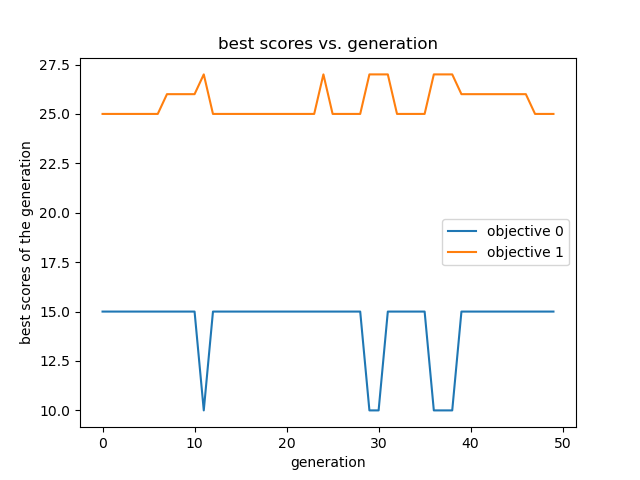 best scores vs. generation
best scores of the generation
27.5
25.0
22.5
20.0
17.5
15.0
12.5
10.0
objective 0
objective 1
0 10 20 30 40 50
generation